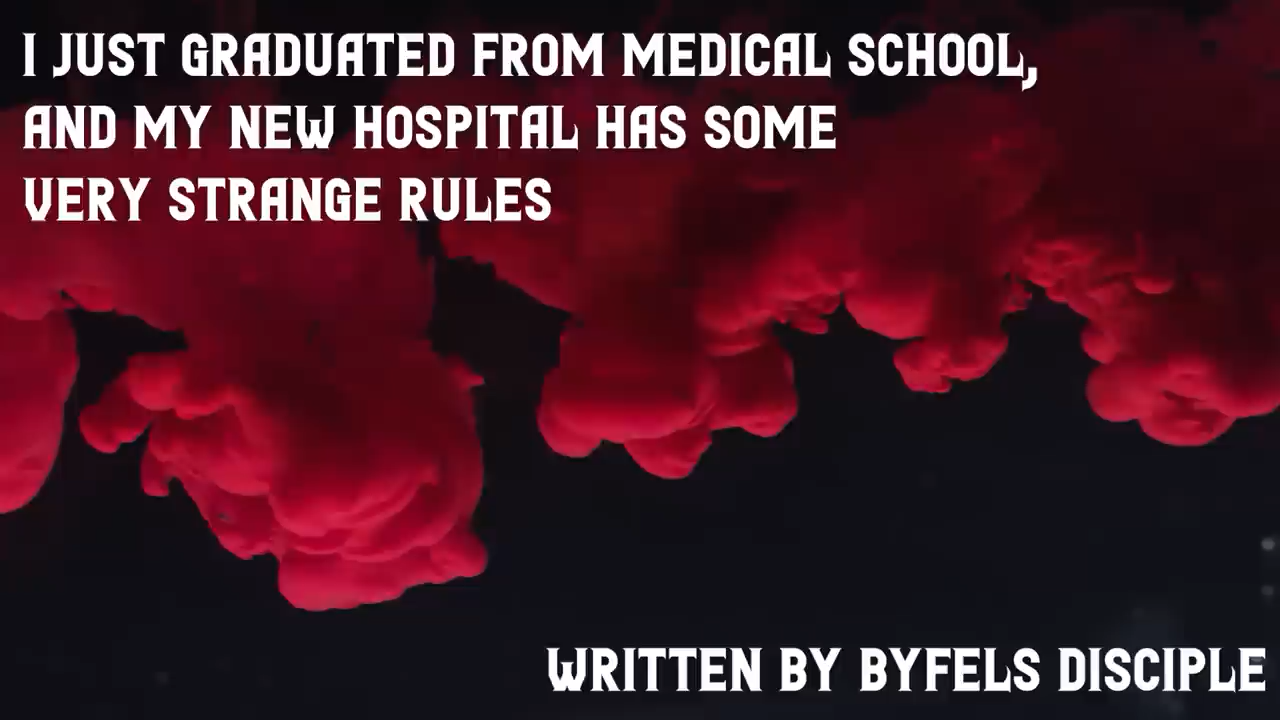 I JUST GRADUATED FROM MEDICAL SCHOOL,
AND MY NEW HOSPITAL HAS SOME
VERY STRANGE RULES
WRITTEN BY BYFELS DISCIPLE